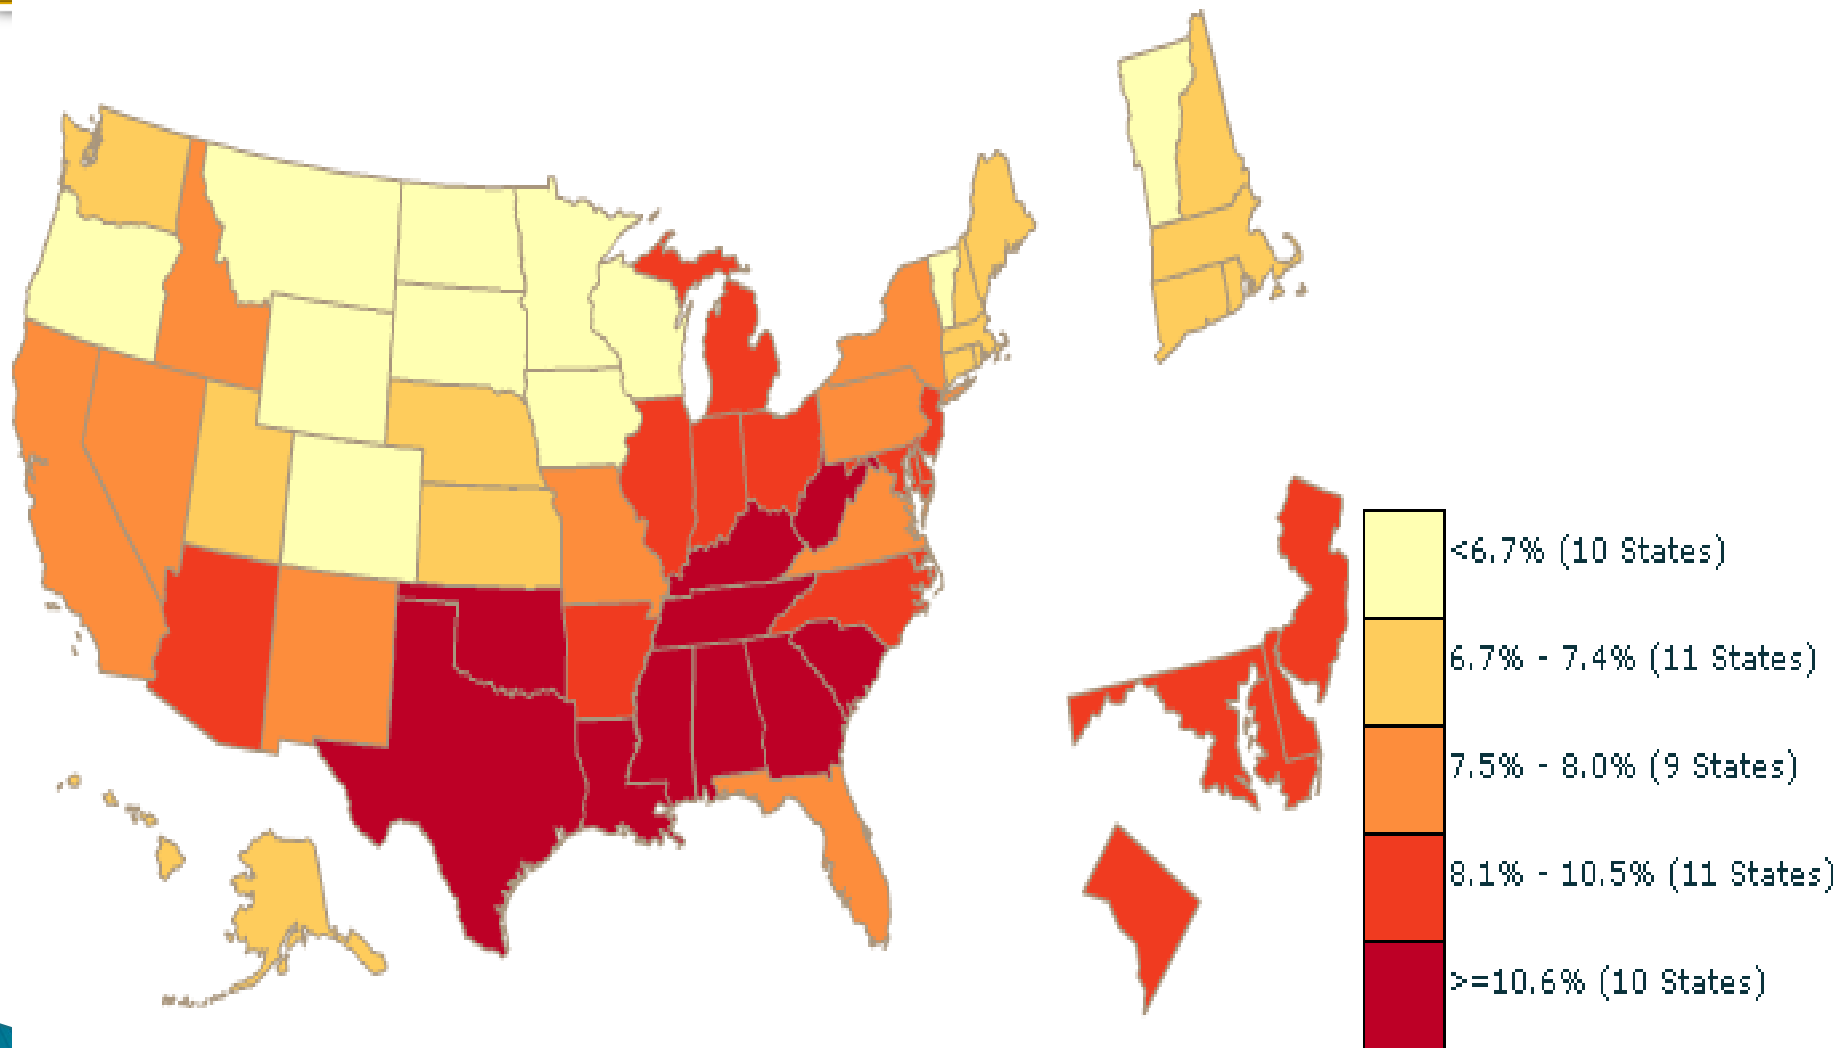 <6.7% (10 States)
6.7% - 7.4% (11 States)
7.5% - 8.0% (9 States)
8.1% - 10.5% (11 States)
>=10.6% (10 States)